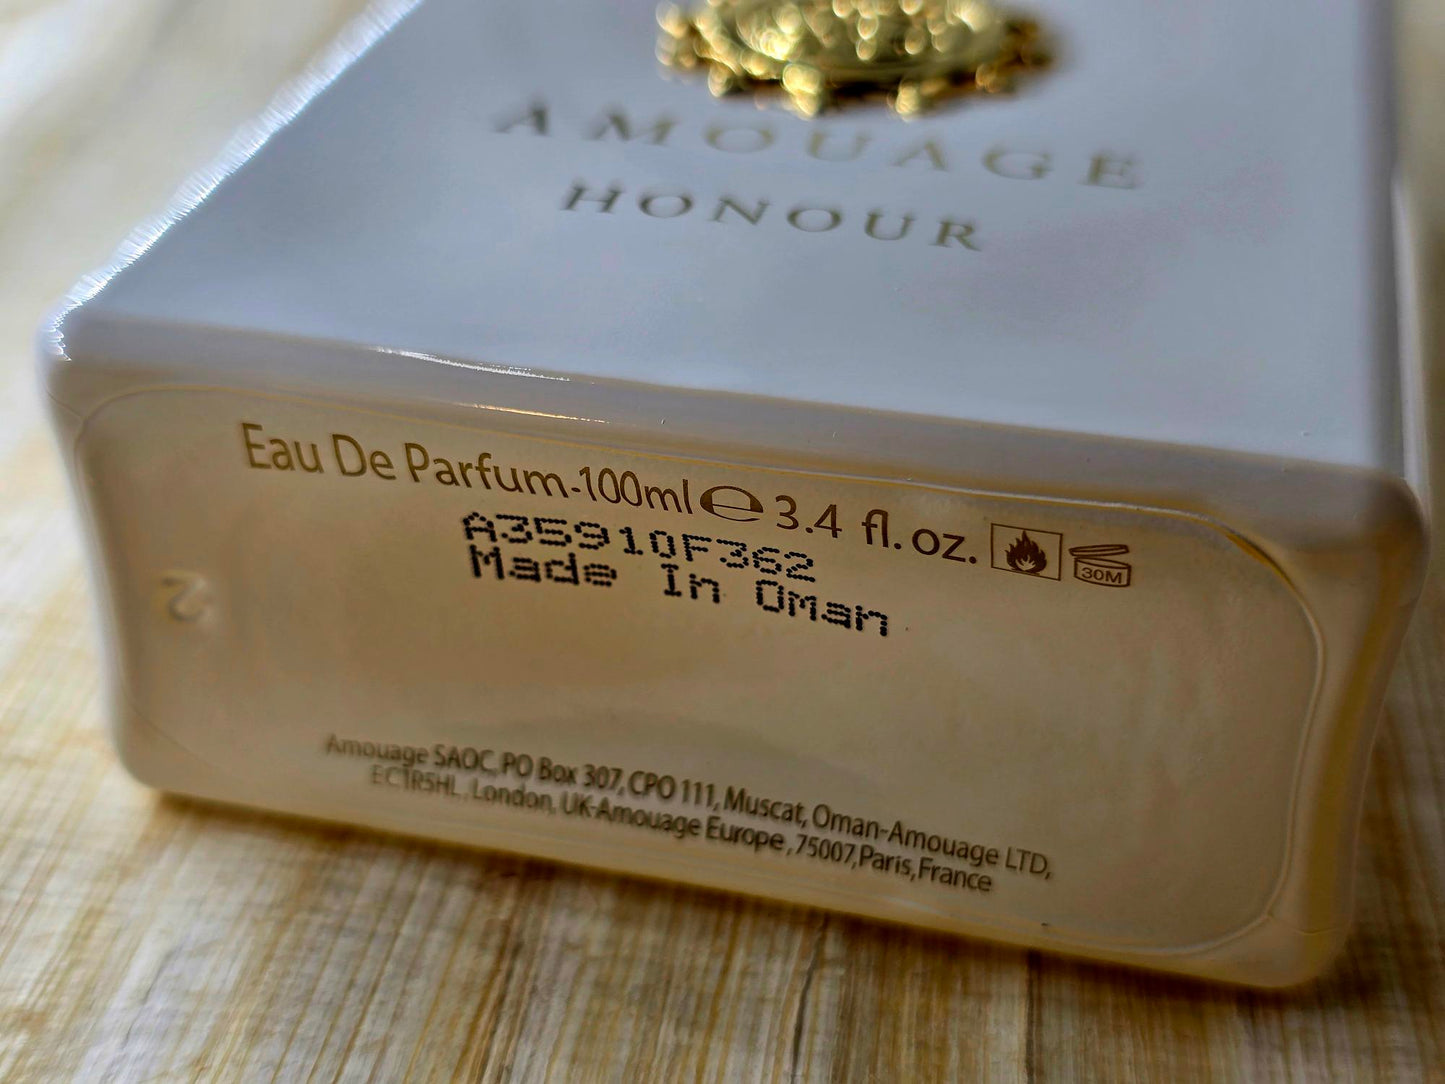 AMOUAGE
HONOUR
Eau De Parfum-100ml ℮ 3.4 fl. oz.
30M
A35910F362
Made In Oman
2
Amouage SAOC, PO Box 307, CPO 111, Muscat, Oman-Amouage LTD,
EC1R5HL, London, UK-Amouage Europe, 75007, Paris, France